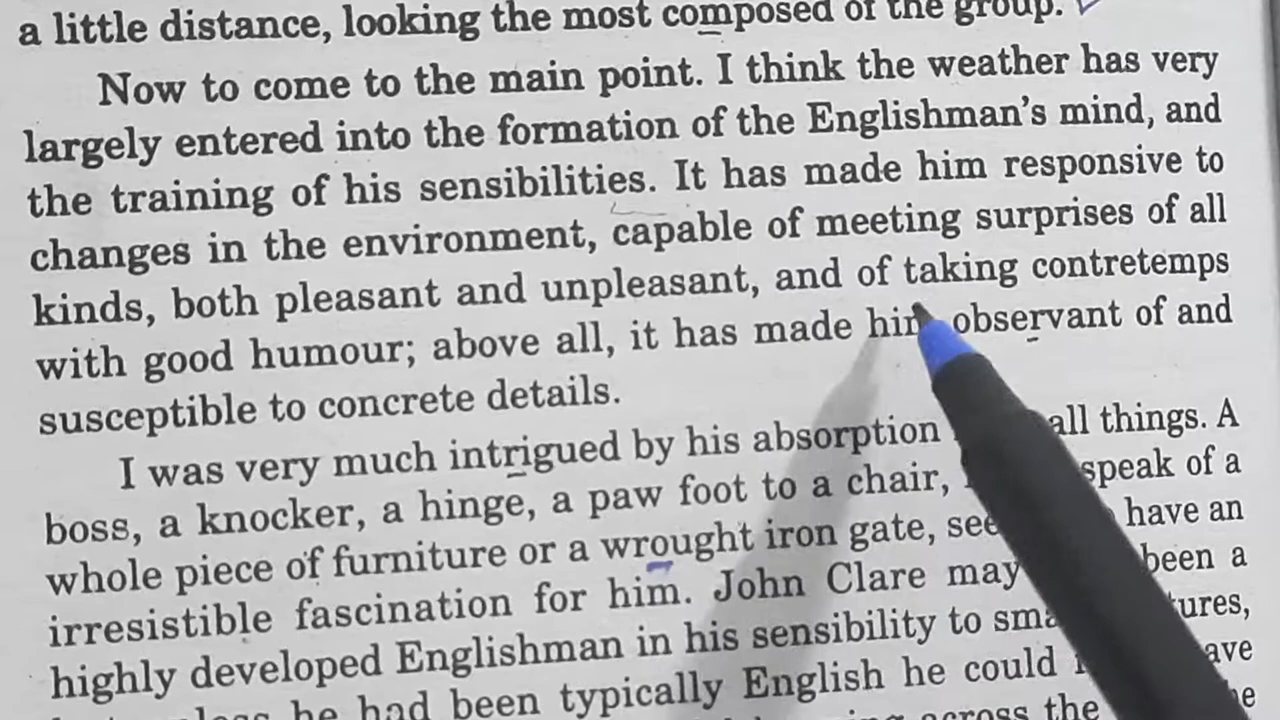 a little distance, looking the most composed of the group.
Now to come to the main point. I think the weather has very
largely entered into the formation of the Englishman's mind, and
the training of his sensibilities. It has made him responsive to
changes in the environment, capable of meeting surprises of all
kinds, both pleasant and unpleasant, and of taking contretemps
with good humour; above all, it has made him observant of and
susceptible to concrete details.
I was very much intrigued by his absorption all things. A
boss, a knocker, a hinge, a paw foot to a chair, speak of a
whole piece of furniture or a wrought iron gate, have an
irresistible fascination for him. John Clare may been a
highly developed Englishman in his sensibility to
he had been typically English he could
across the